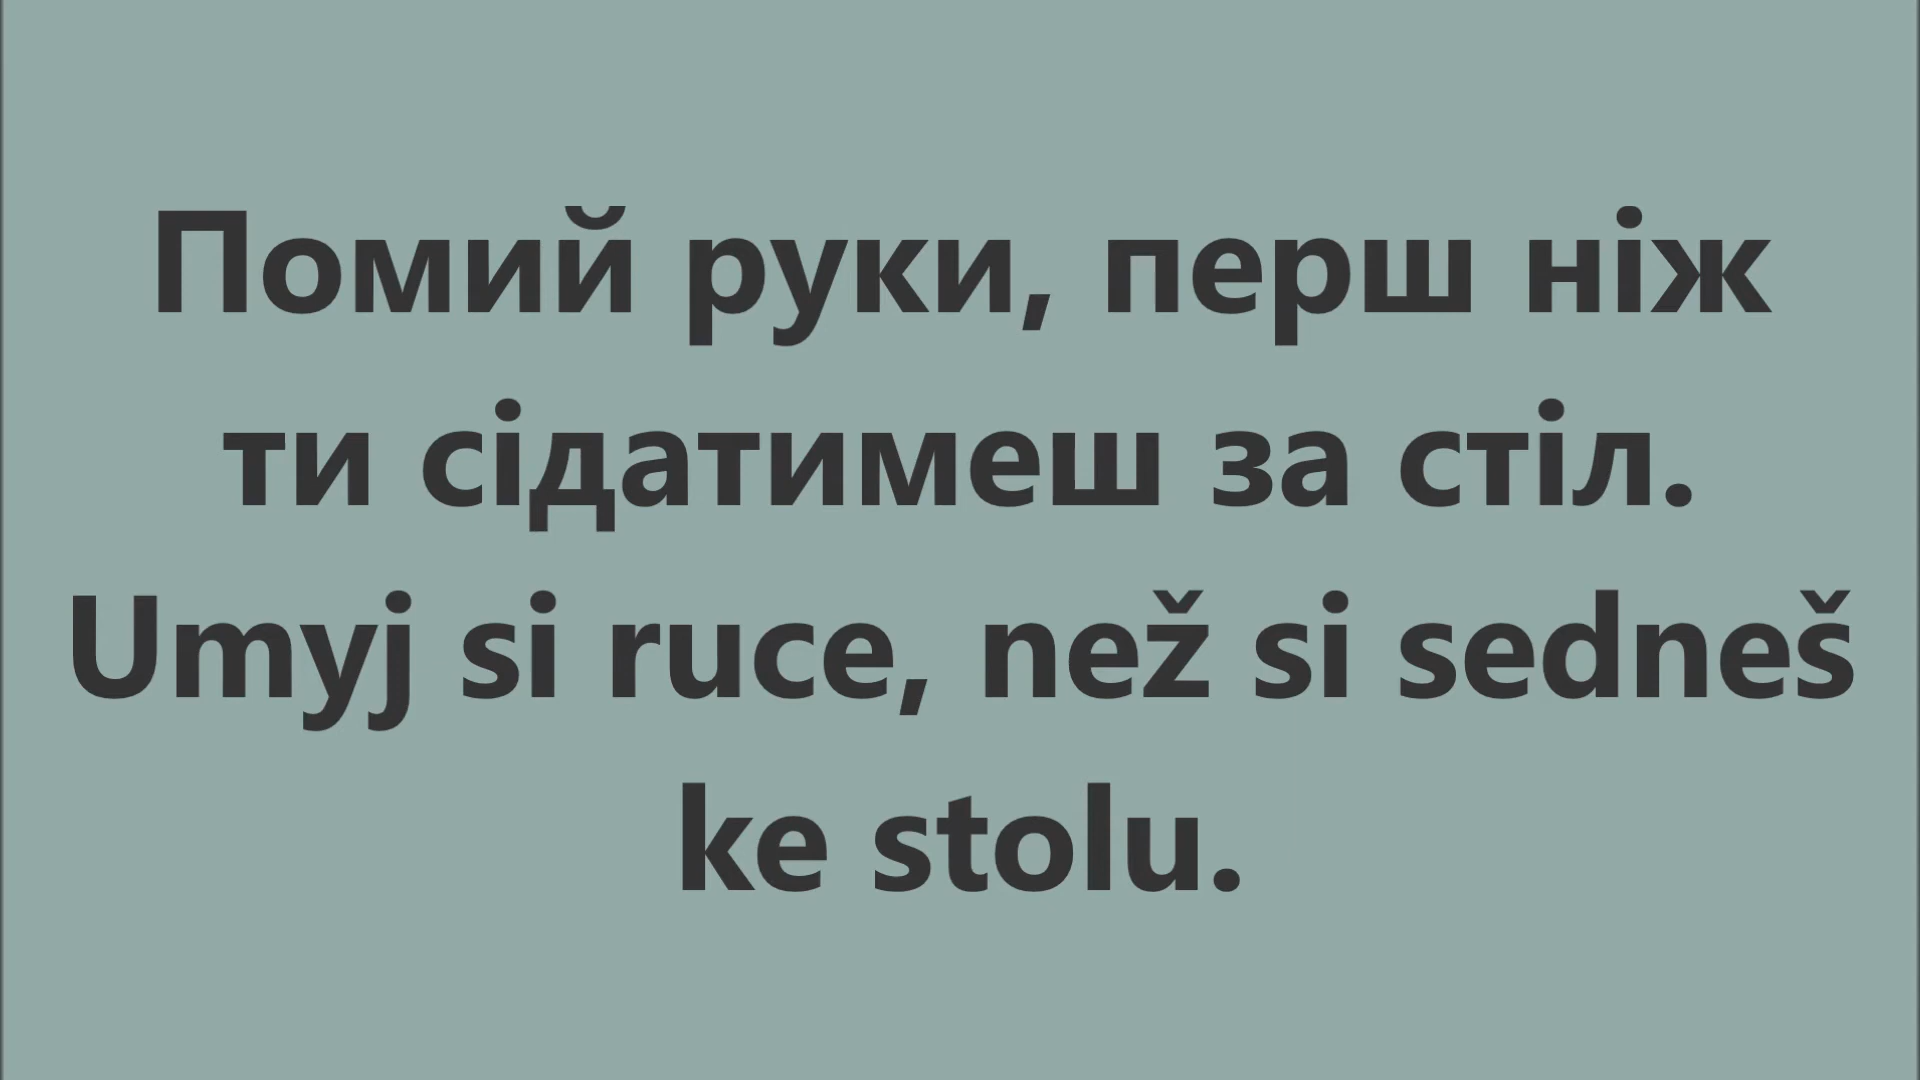 Помий руки, перш ніж
ти сідатимеш за стіл.
Umyj si ruce, než si sedneš
ke stolu.